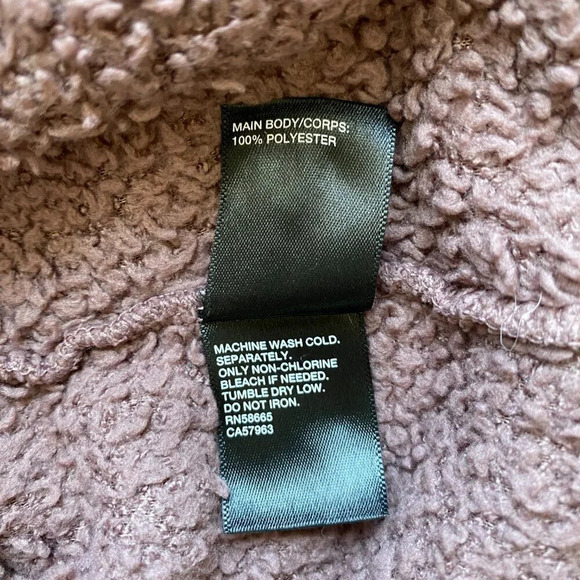 MAIN BODY/CORPS:
100% POLYESTER
MACHINE WASH COLD.
SEPARATELY.
ONLY NON-CHLORINE
BLEACH IF NEEDED.
TUMBLE DRY LOW.
DO NOT IRON.
RN58665
CA57963